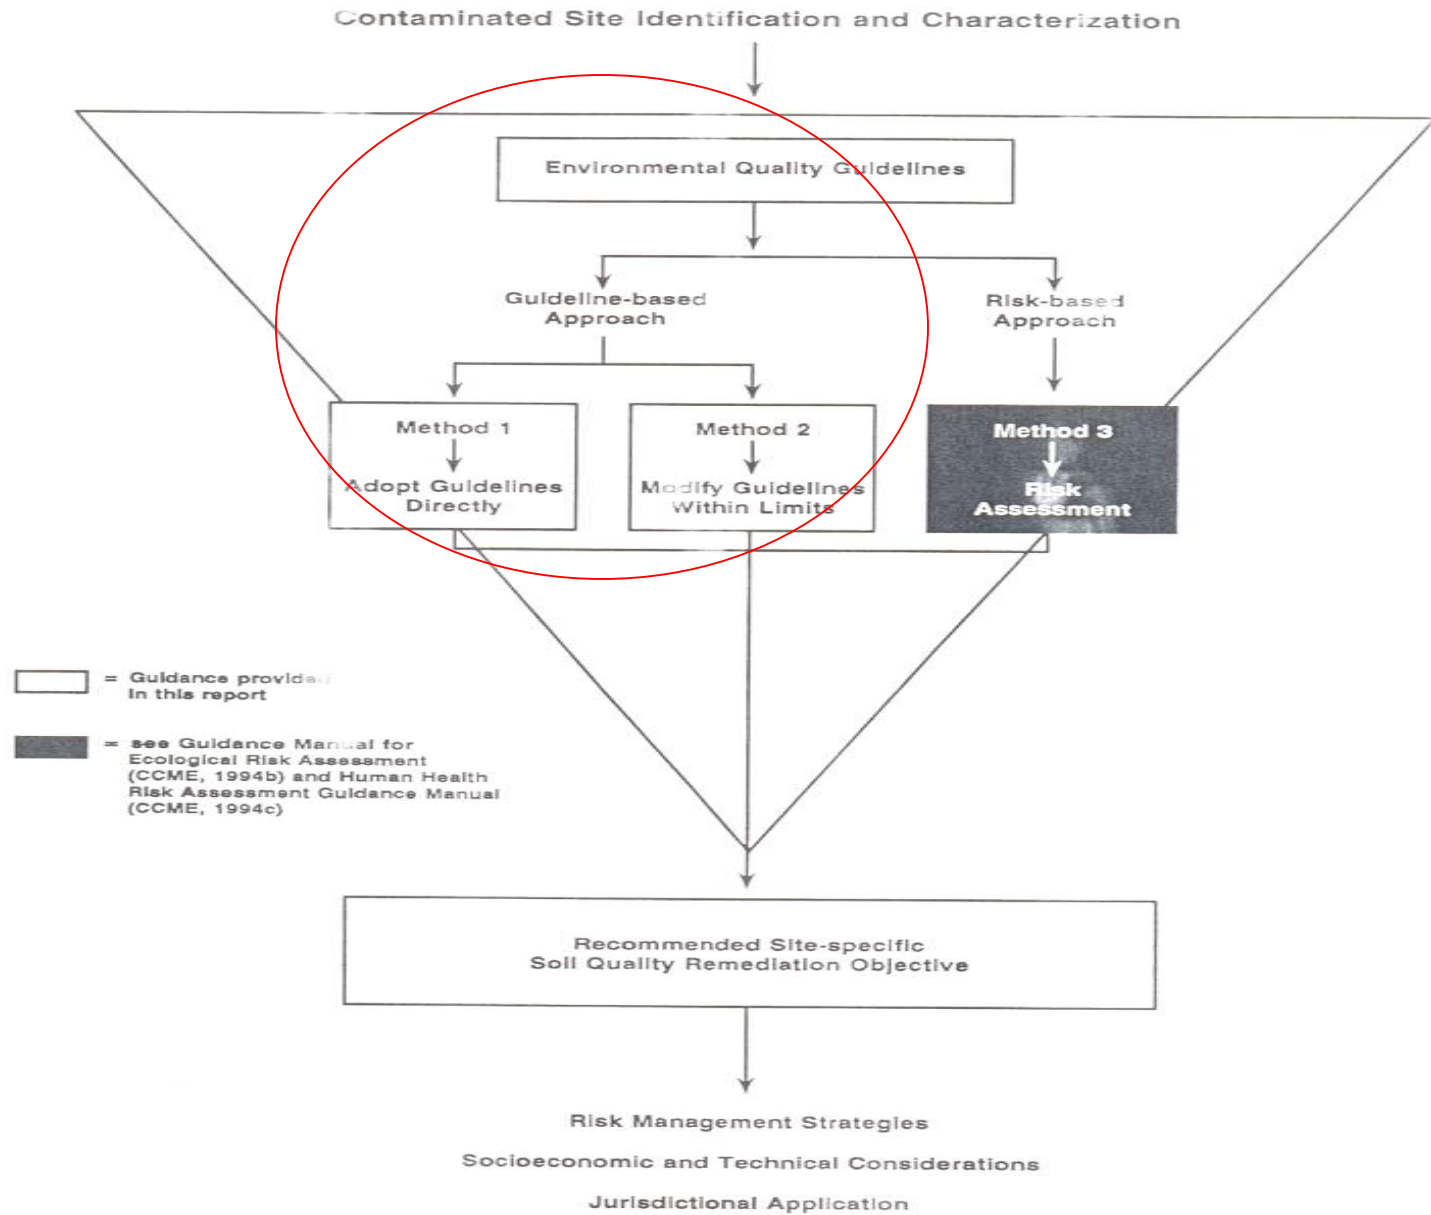 Contaminated Site Identification and Characterization
Environmental Quality Guidelines
Guideline-based
Approach
Risk-based
Approach
Method 1
Adopt Guidelines
Directly
Method 2
Modify Guidelines
Within Limits
Method 3
Risk
Assessment
= Guidance provided
in this report
= see Guidance Manual for
Ecological Risk Assessment
(CCME, 1994b) and Human Health
Risk Assessment Guidance Manual
(CCME, 1994c)
Recommended Site-specific
Soil Quality Remediation Objective
Risk Management Strategies
Socioeconomic and Technical Considerations
Jurisdictional Application